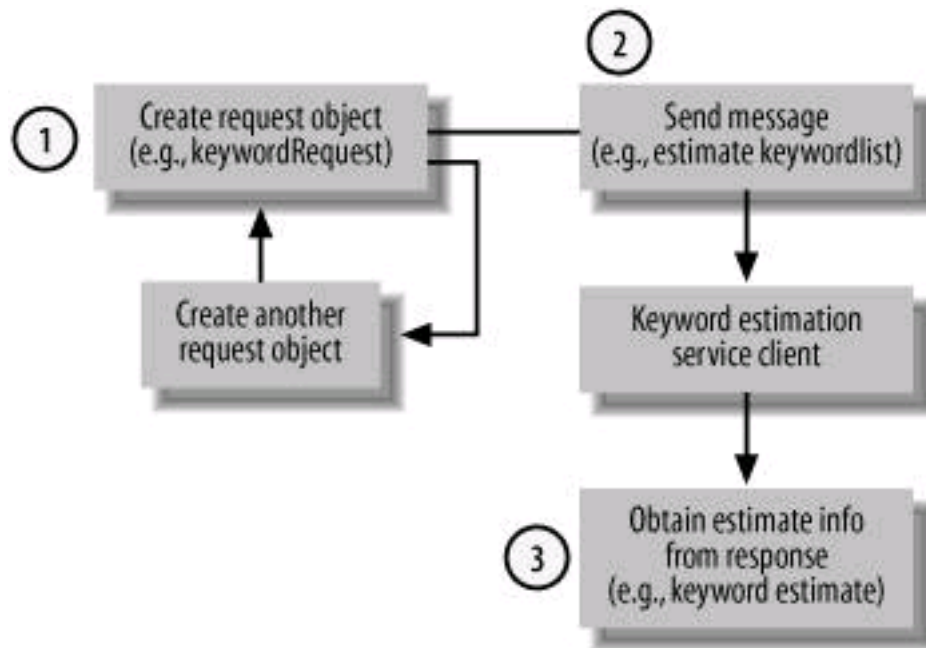 1
Create request object
(e.g., keywordRequest)
Create another
request object
2
Send message
(e.g., estimate keywordlist)
Keyword estimation
service client
3
Obtain estimate info
from response
(e.g., keyword estimate)